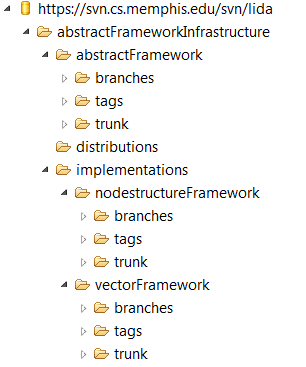 https://svn.cs.memphis.edu/svn/lida
abstractFrameworkInfrastructure
abstractFramework
branches
tags
trunk
distributions
implementations
nodestructureFramework
branches
tags
trunk
vectorFramework
branches
tags
trunk